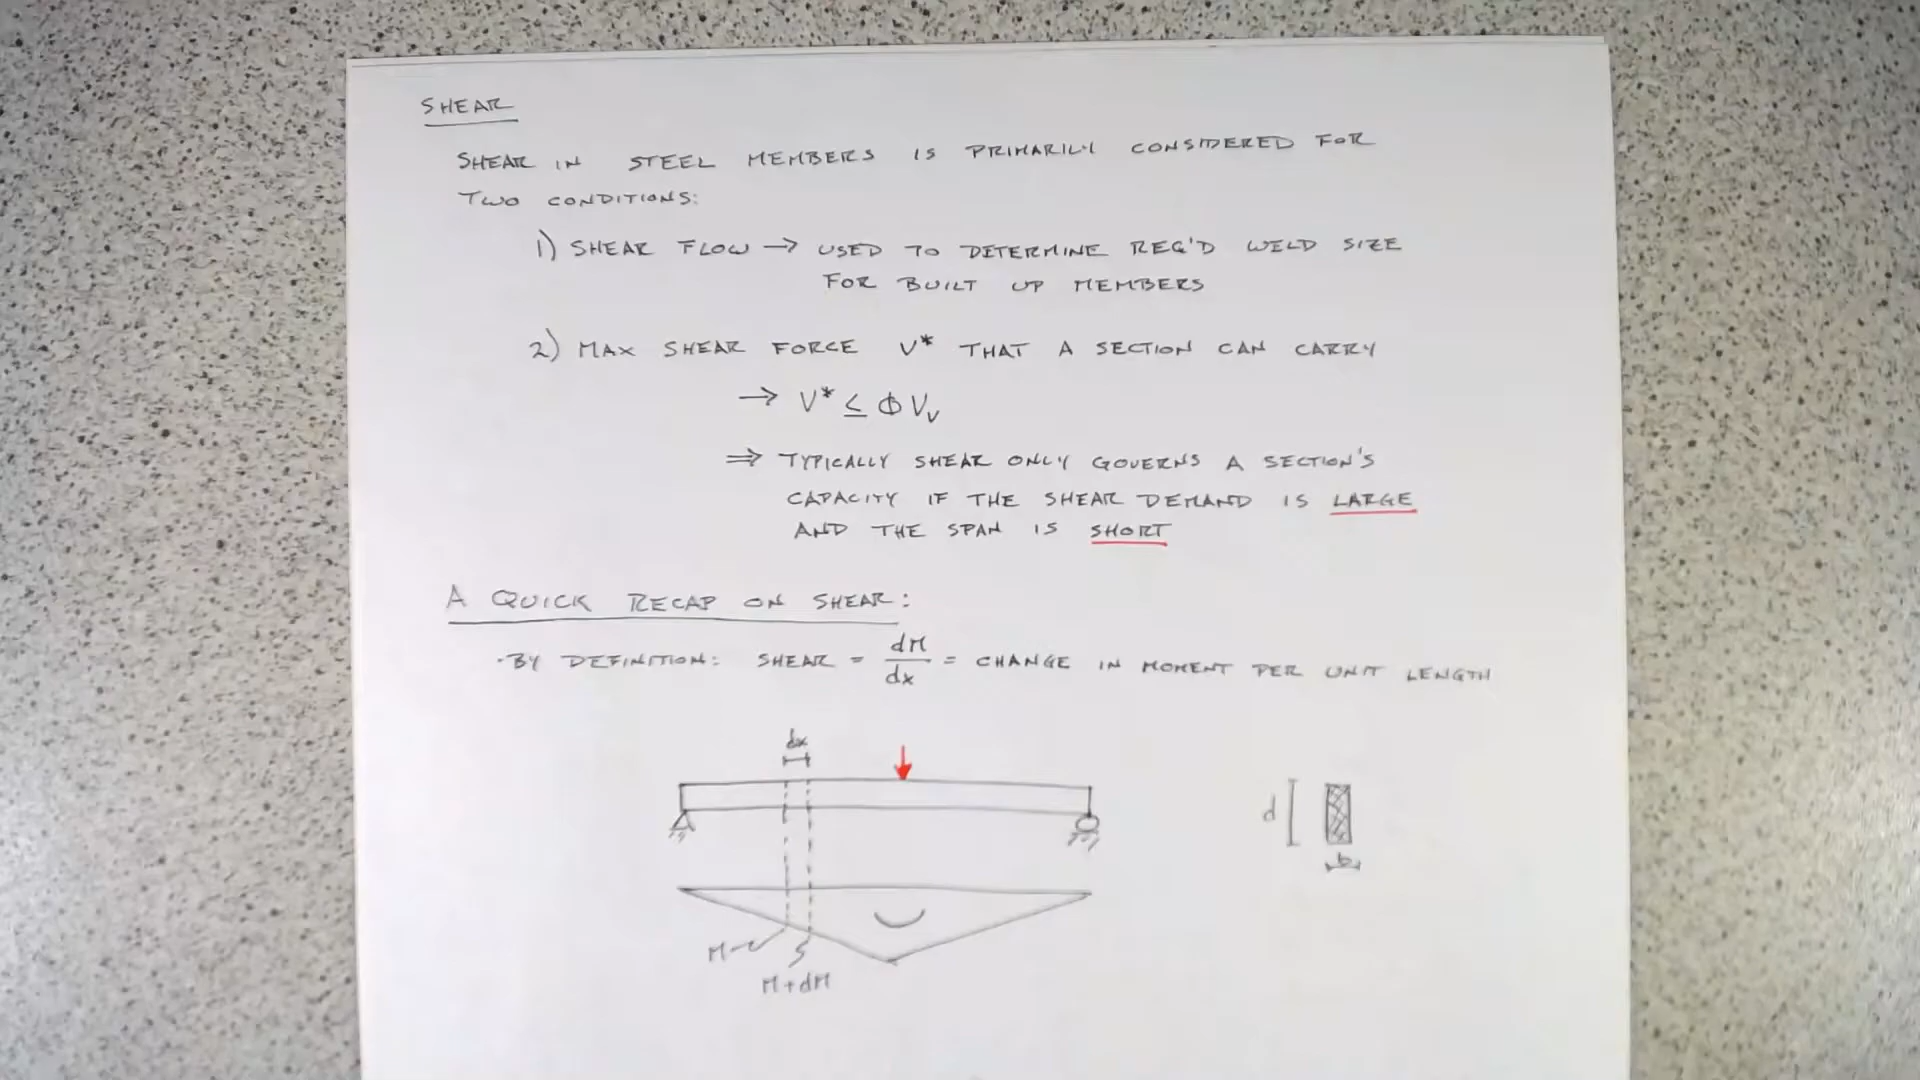 SHEAR
SHEAR IN STEEL MEMBERS IS PRIMARILY CONSIDERED FOR
TWO CONDITIONS:
1) SHEAR FLOW → USED TO DETERMINE REQ'D WELD SIZE
FOR BUILT UP MEMBERS
2) MAX SHEAR FORCE V* THAT A SECTION CAN CARRY
→ V* ≤ ΦVv
⇒ TYPICALLY SHEAR ONLY GOVERNS A SECTION'S
CAPACITY IF THE SHEAR DEMAND IS LARGE
AND THE SPAN IS SHORT
A QUICK RECAP ON SHEAR:
·BY DEFINITION: SHEAR = dM/dx = CHANGE IN MOMENT PER UNIT LENGTH
dx
d
b
M
M+dM